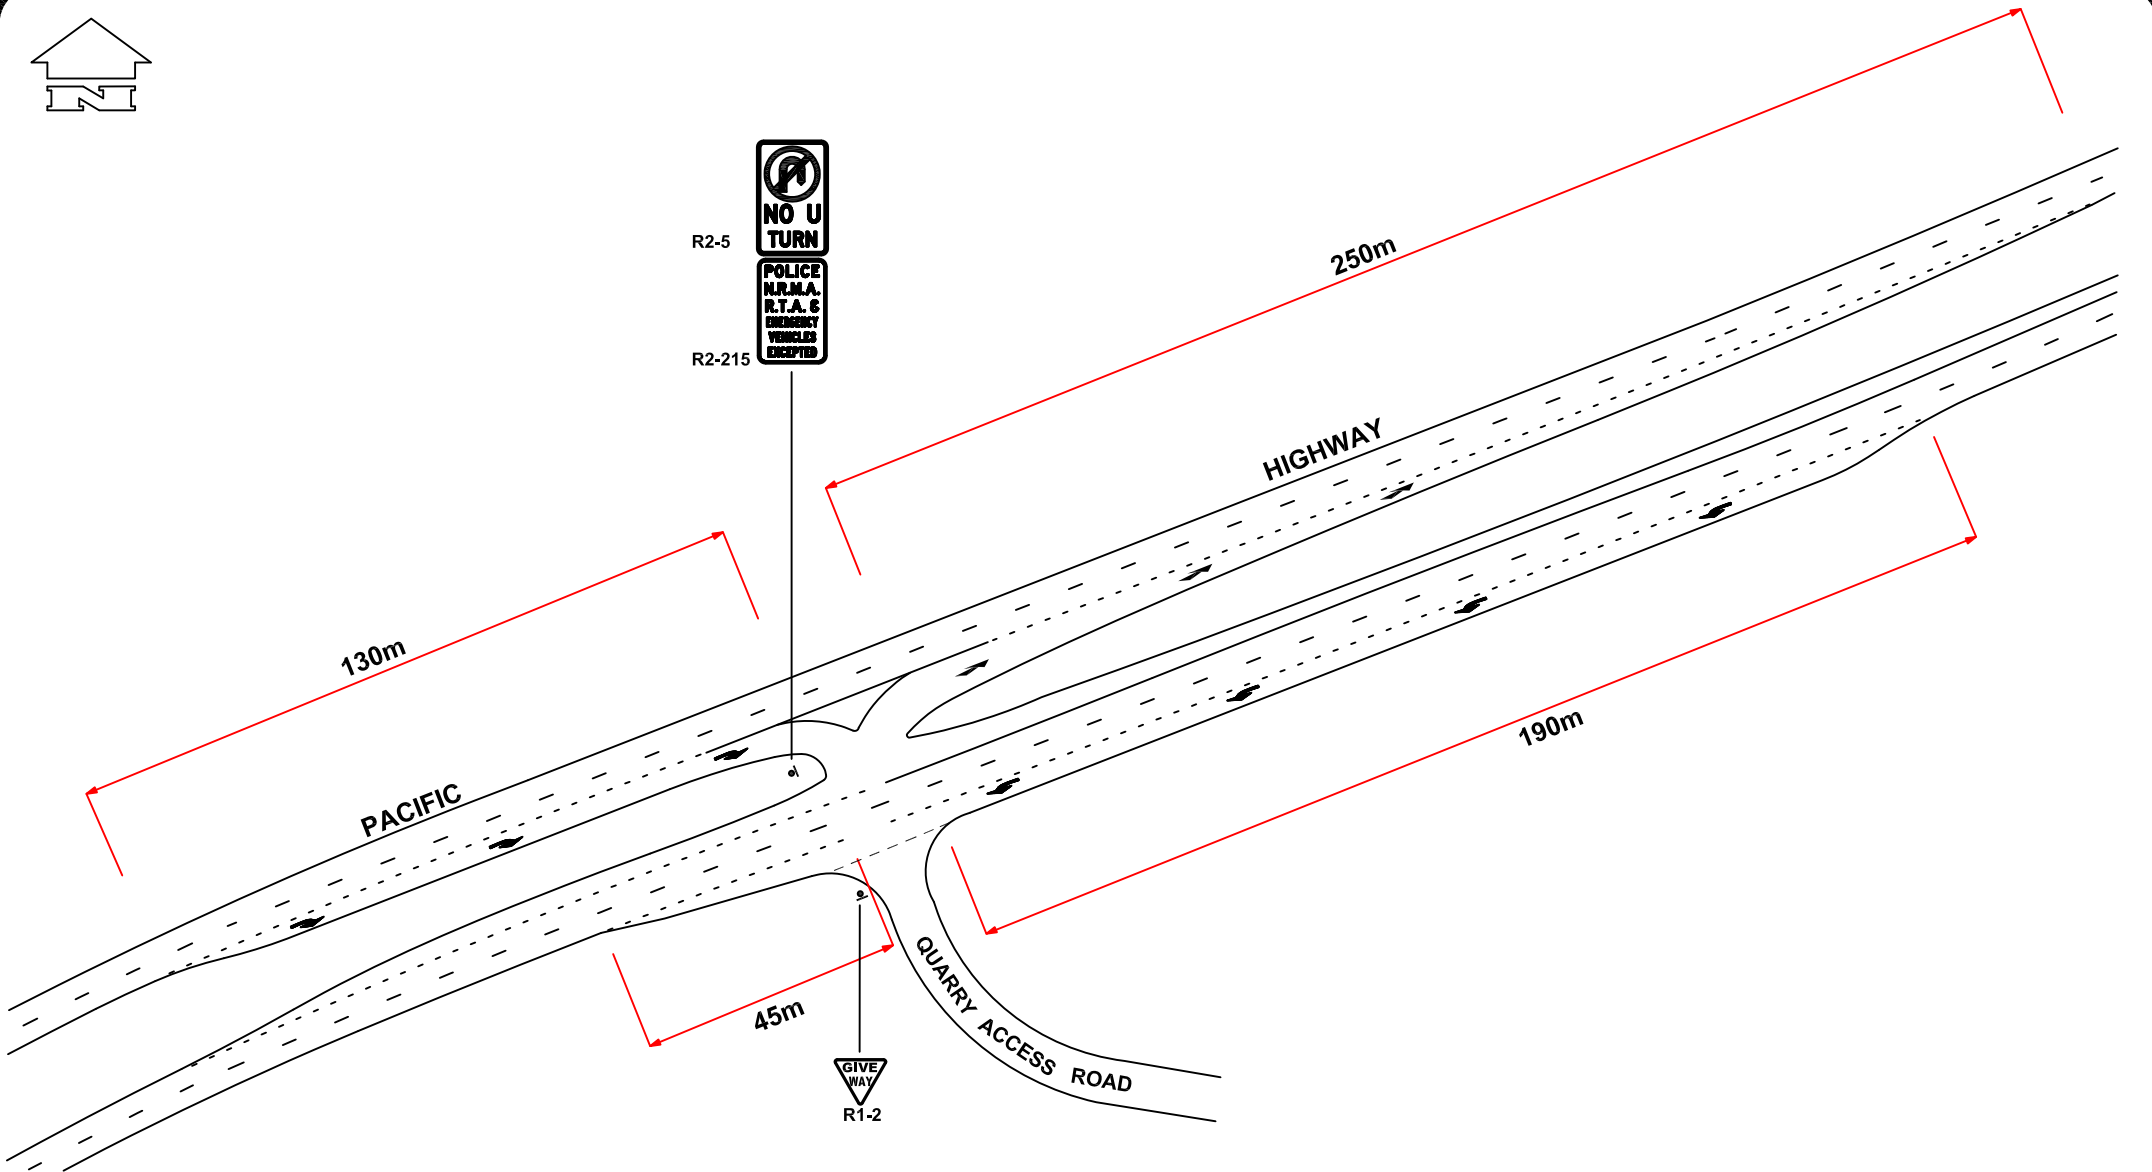 N
NO U
TURN
R2-5
POLICE
N.R.M.A.
R.T.A. &
EMERGENCY
VEHICLES
EXCEPTED
R2-215
250m
HIGHWAY
130m
PACIFIC
190m
45m
QUARRY ACCESS ROAD
GIVE
WAY
R1-2